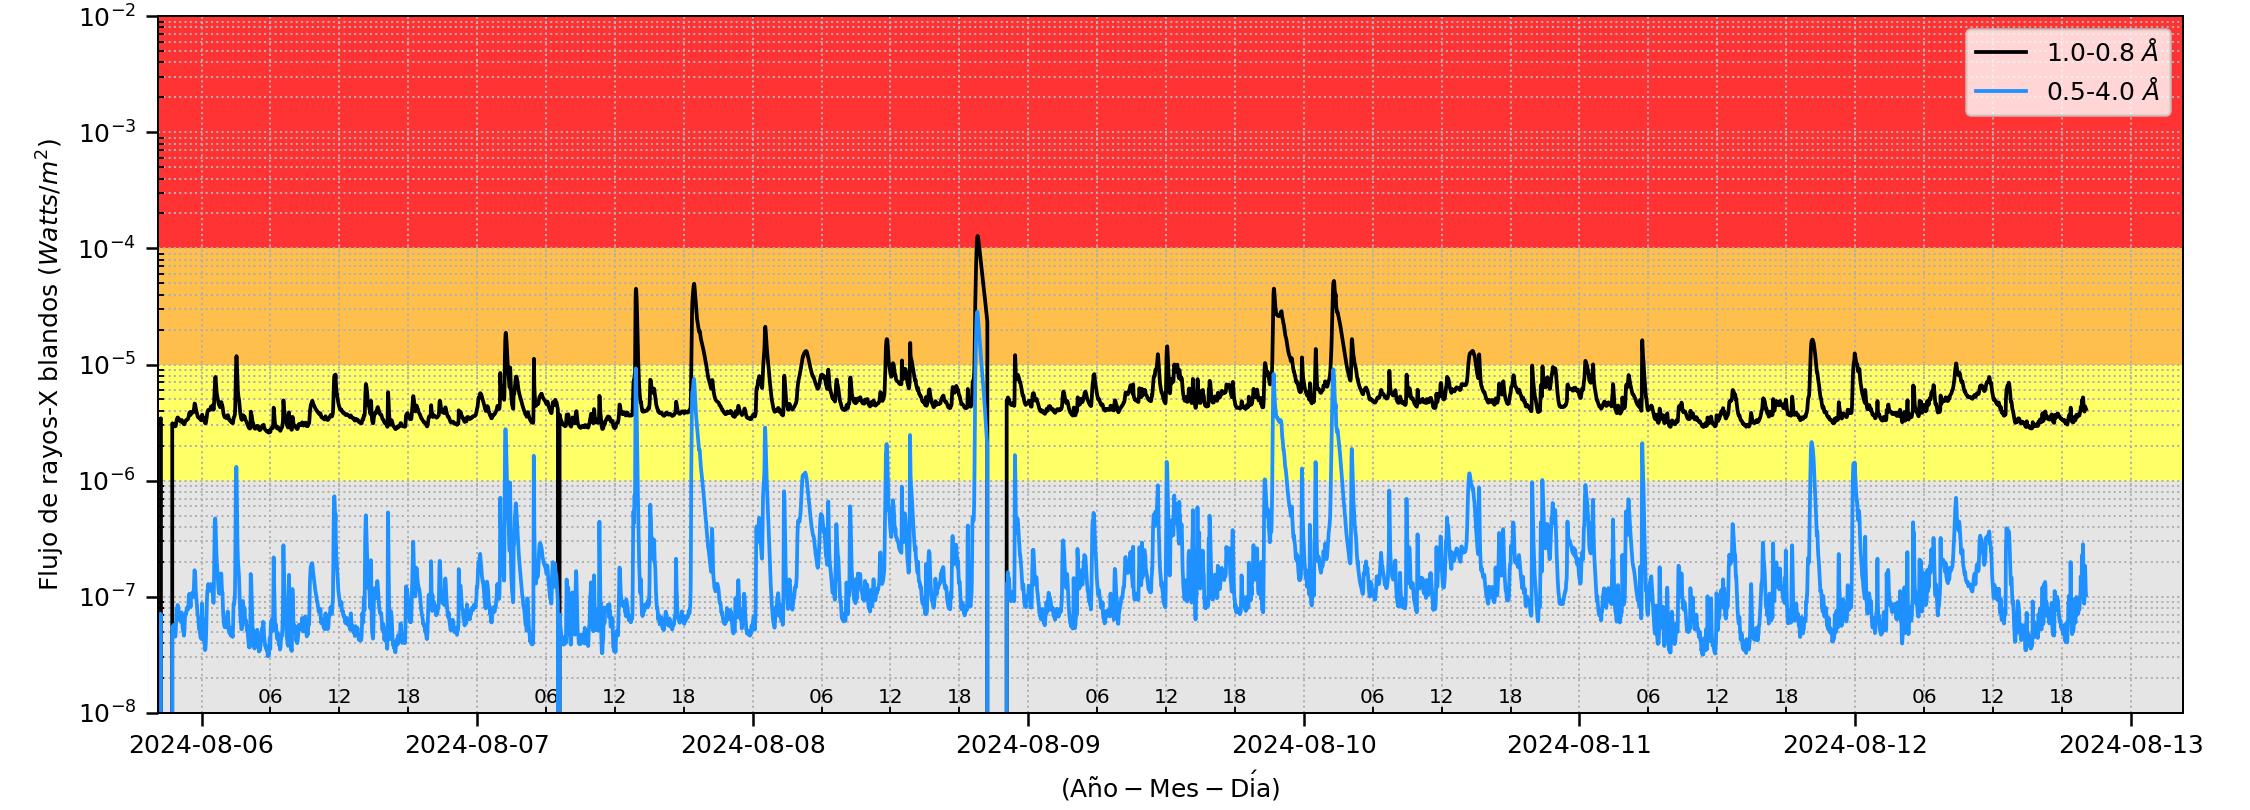 10⁻²
10⁻³
10⁻⁴
10⁻⁵
10⁻⁶
10⁻⁷
10⁻⁸
Flujo de rayos-X blandos (Watts/m²)
1.0-0.8 Å
0.5-4.0 Å
06 12 18 06 12 18 06 12 18 06 12 18 06 12 18 06 12 18 06 12 18
2024-08-06 2024-08-07 2024-08-08 2024-08-09 2024-08-10 2024-08-11 2024-08-12 2024-08-13
(Año − Mes − Día)